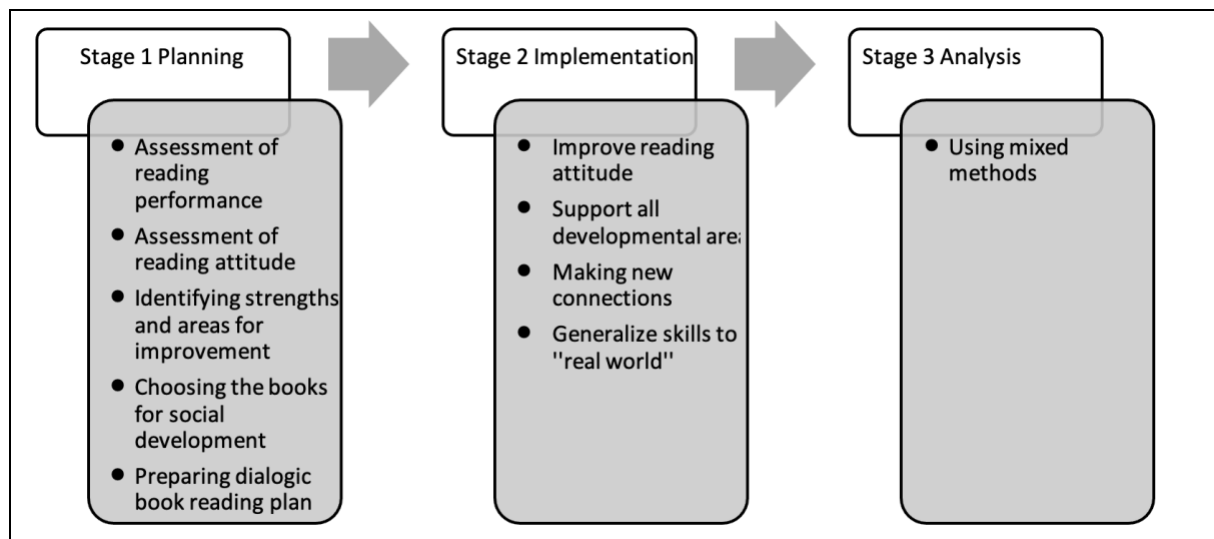 Stage 1 Planning
● Assessment of
reading
performance
● Assessment of
reading attitude
● Identifying strengths
and areas for
improvement
● Choosing the books
for social
development
● Preparing dialogic
book reading plan
Stage 2 Implementation
● Improve reading
attitude
● Support all
developmental area
● Making new
connections
● Generalize skills to
"real world"
Stage 3 Analysis
● Using mixed
methods